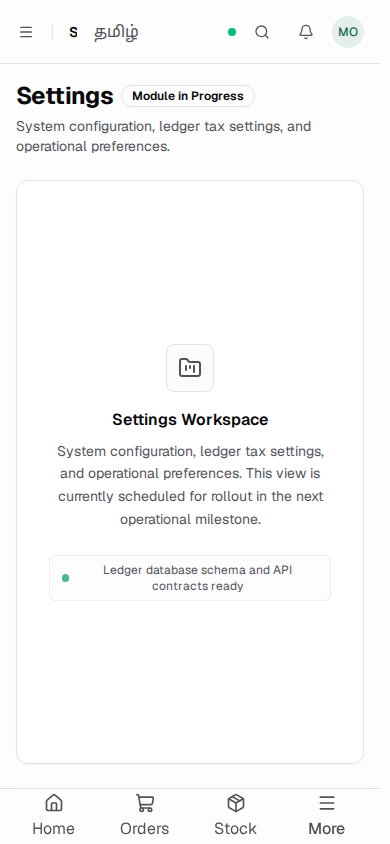 S தமிழ் MO
Settings Module in Progress
System configuration, ledger tax settings, and
operational preferences.
Settings Workspace
System configuration, ledger tax settings,
and operational preferences. This view is
currently scheduled for rollout in the next
operational milestone.
Ledger database schema and API
contracts ready
Home Orders Stock More